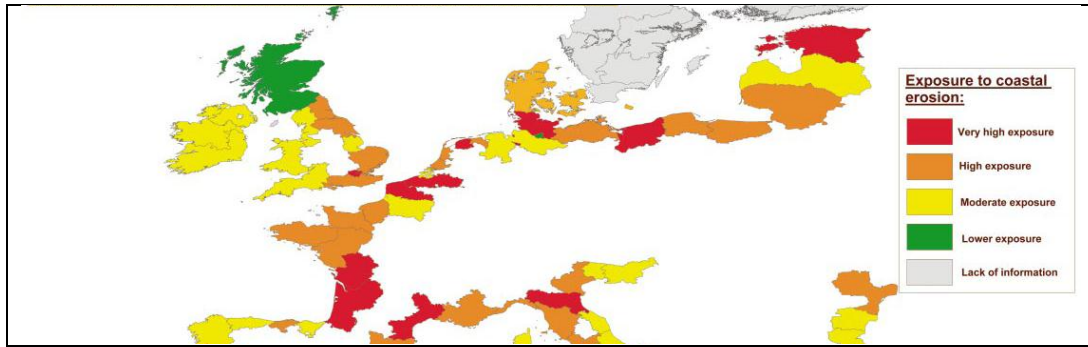 Exposure to coastal
erosion:
Very high exposure
High exposure
Moderate exposure
Lower exposure
Lack of information